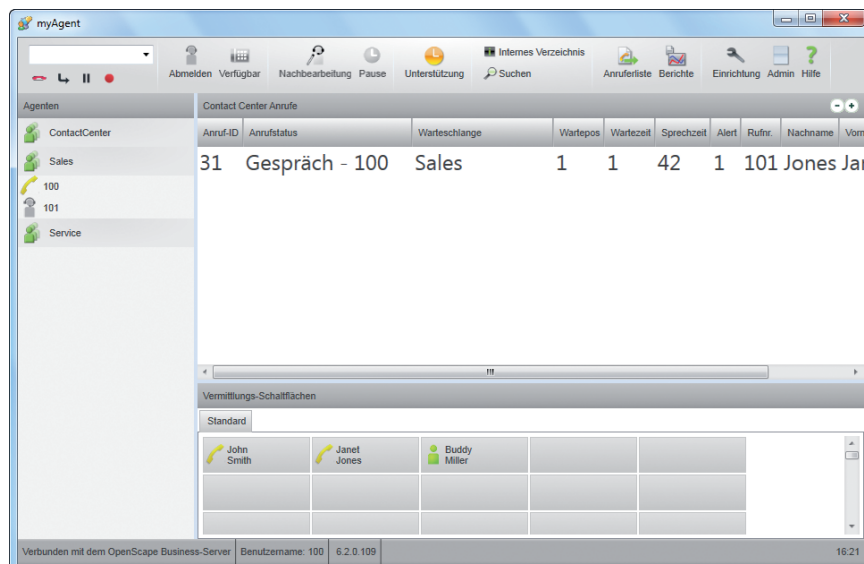 myAgent
Abmelden Verfügbar Nachbearbeitung Pause Unterstützung
Internes Verzeichnis
Suchen
Anruferliste Berichte Einrichtung Admin Hilfe
Agenten
ContactCenter
Sales
100
101
Service
Contact Center Anrufe
Anruf-ID Anrufstatus Warteschlange Wartepos Wartezeit Sprechzeit Alert Rufnr. Nachname Vorn
31 Gespräch - 100 Sales 1 1 42 1 101 Jones Jan
Vermittlungs-Schaltflächen
Standard
John
Smith
Janet
Jones
Buddy
Miller
Verbunden mit dem OpenScape Business-Server Benutzername: 100 6.2.0.109 16:21